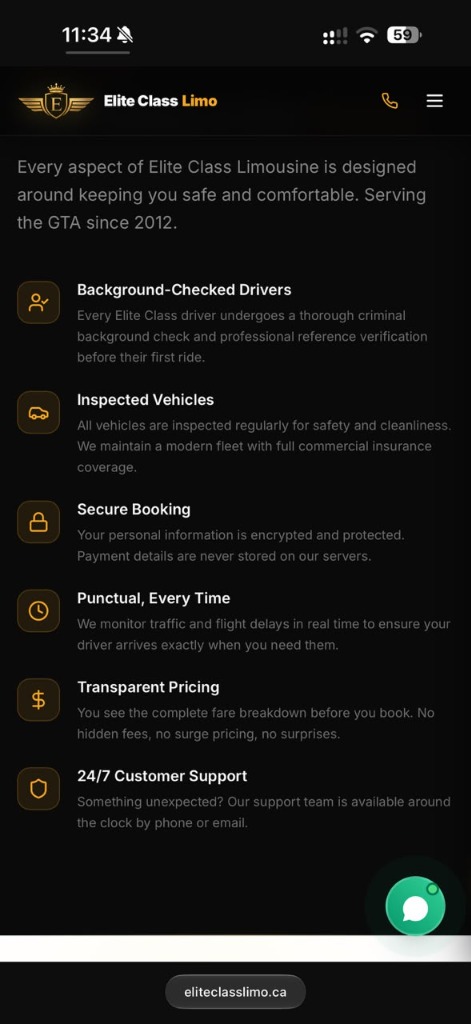 11:34
59
E
Elite Class Limo
Every aspect of Elite Class Limousine is designed
around keeping you safe and comfortable. Serving
the GTA since 2012.
Background-Checked Drivers
Every Elite Class driver undergoes a thorough criminal
background check and professional reference verification
before their first ride.
Inspected Vehicles
All vehicles are inspected regularly for safety and cleanliness.
We maintain a modern fleet with full commercial insurance
coverage.
Secure Booking
Your personal information is encrypted and protected.
Payment details are never stored on our servers.
Punctual, Every Time
We monitor traffic and flight delays in real time to ensure your
driver arrives exactly when you need them.
$
Transparent Pricing
You see the complete fare breakdown before you book. No
hidden fees, no surge pricing, no surprises.
24/7 Customer Support
Something unexpected? Our support team is available around
the clock by phone or email.
eliteclasslimo.ca